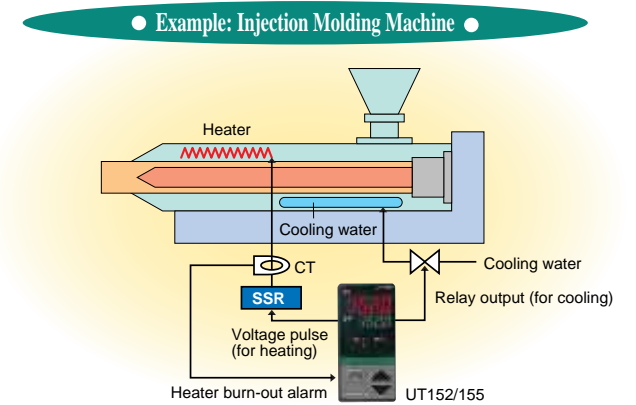 ● Example: Injection Molding Machine ●
Heater
Cooling water
CT
Cooling water
SSR
Relay output (for cooling)
Voltage pulse
(for heating)
Heater burn-out alarm
UT152/155